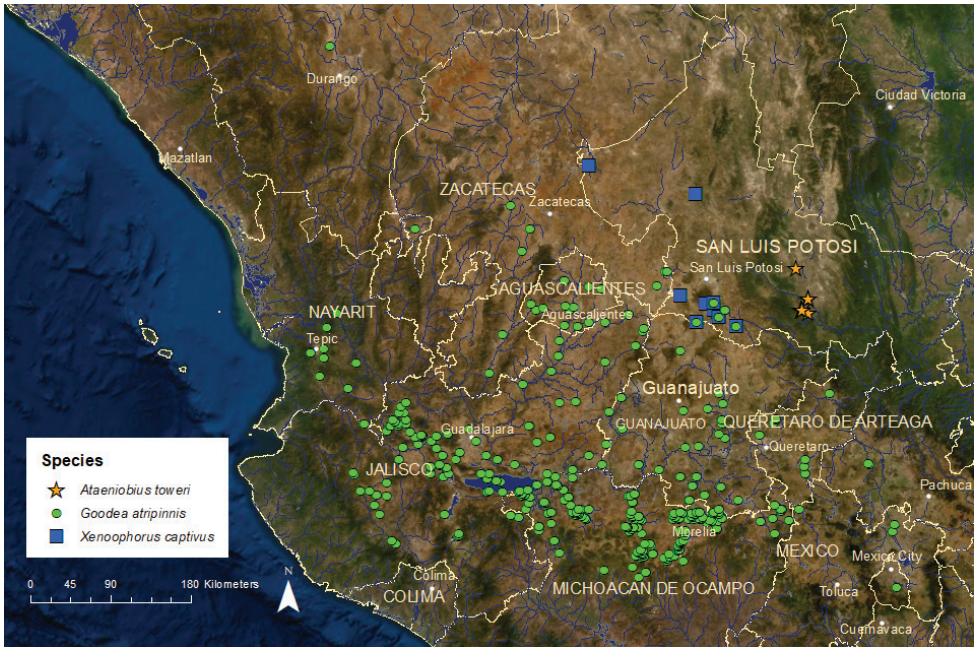 Durango
Ciudad Victoria
Mazatlan
ZACATECAS
Zacatecas
SAN LUIS POTOSI
San Luis Potosi
AGUASCALIENTES
NAYARIT
Aguascalientes
Tepic
Guanajuato
GUANAJUATO
QUERETARO DE ARTEAGA
Guadalajara
Queretaro
Species
JALISCO
Ataeniobius toweri
Pachuca
Goodea atripinnis
Xenoophorus captivus
Morelia
MEXICO
Mexico City
N
0 45 90 180 Kilometers
Colima
MICHOACAN DE OCAMPO
Toluca
COLIMA
Cuernavaca